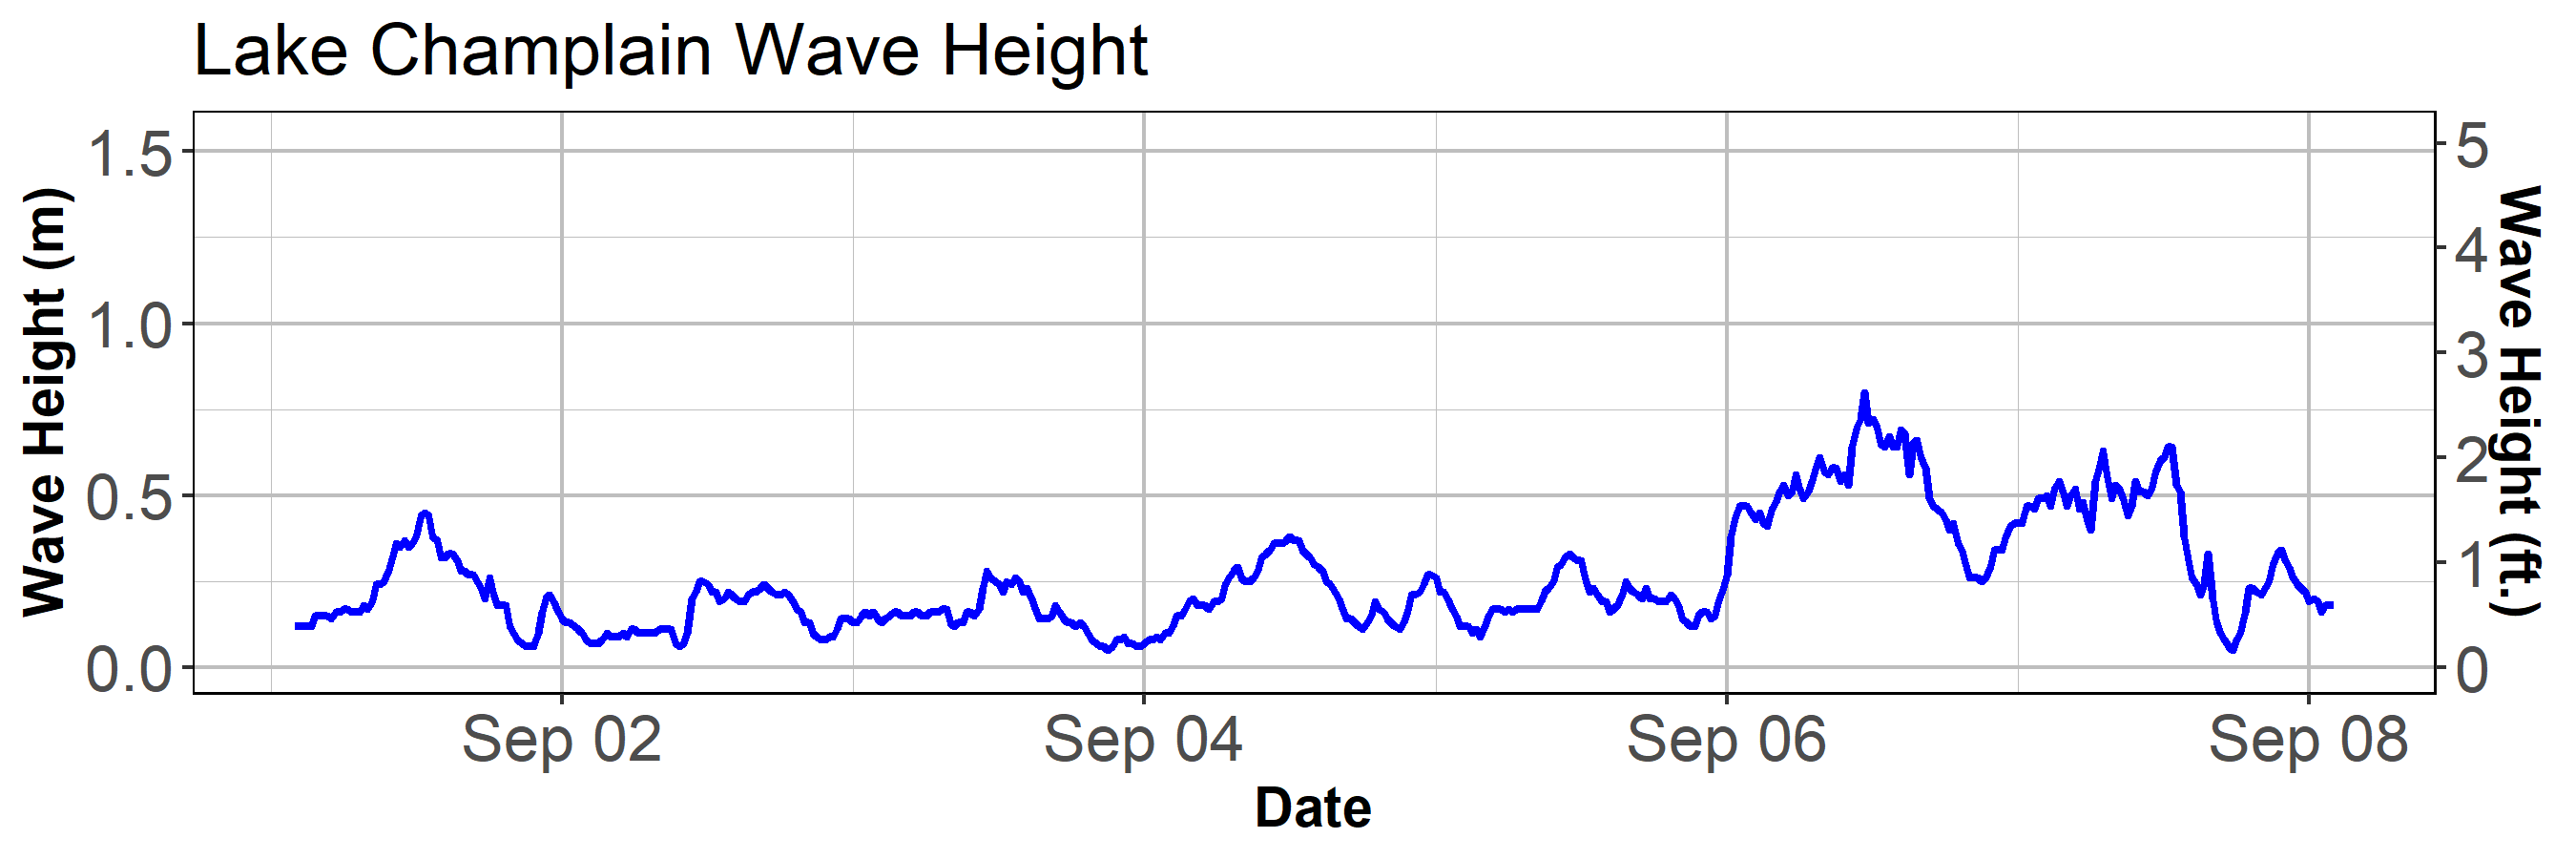 Lake Champlain Wave Height
Wave Height (m)
1.5
1.0
0.5
0.0
5
4
3
2
1
0
Wave Height (ft.)
Sep 02
Sep 04
Sep 06
Sep 08
Date